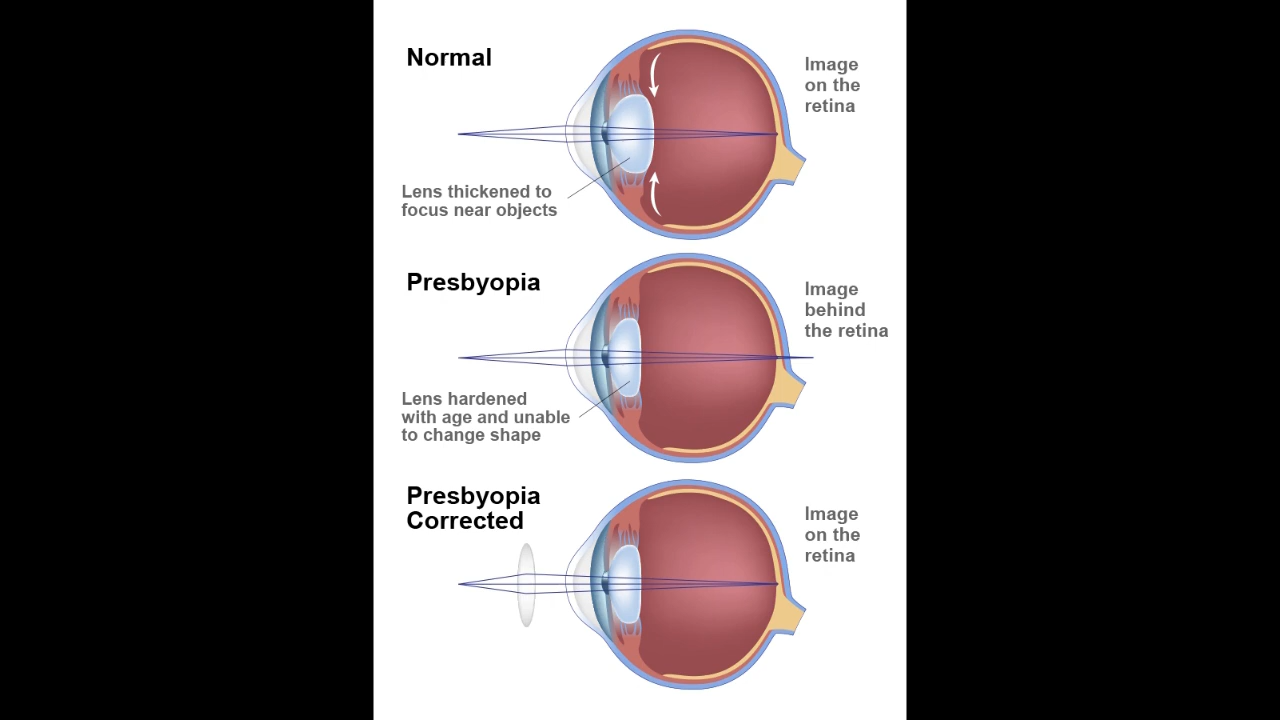 Normal
Image
on the
retina
Lens thickened to
focus near objects
Presbyopia
Image
behind
the retina
Lens hardened
with age and unable
to change shape
Presbyopia
Corrected
Image
on the
retina